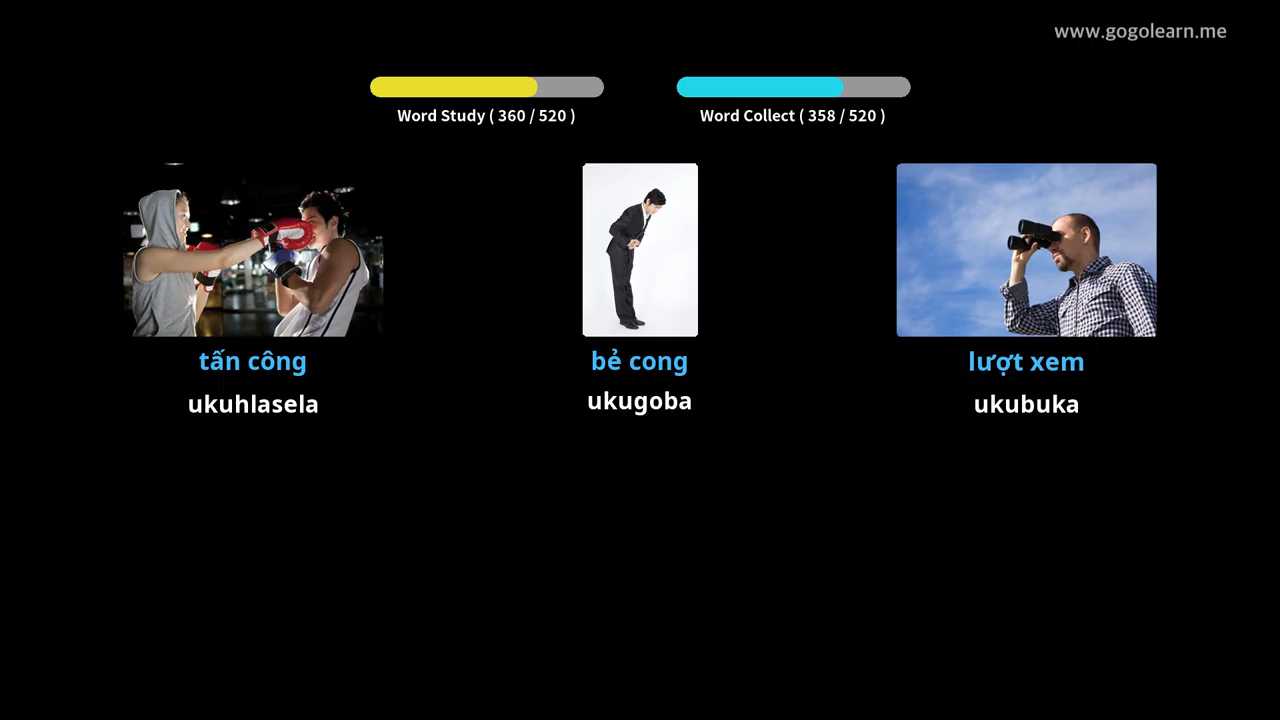 www.gogolearn.me
Word Study ( 360 / 520 )
Word Collect ( 358 / 520 )
tấn công
bẻ cong
lượt xem
ukuhlasela
ukugoba
ukubuka